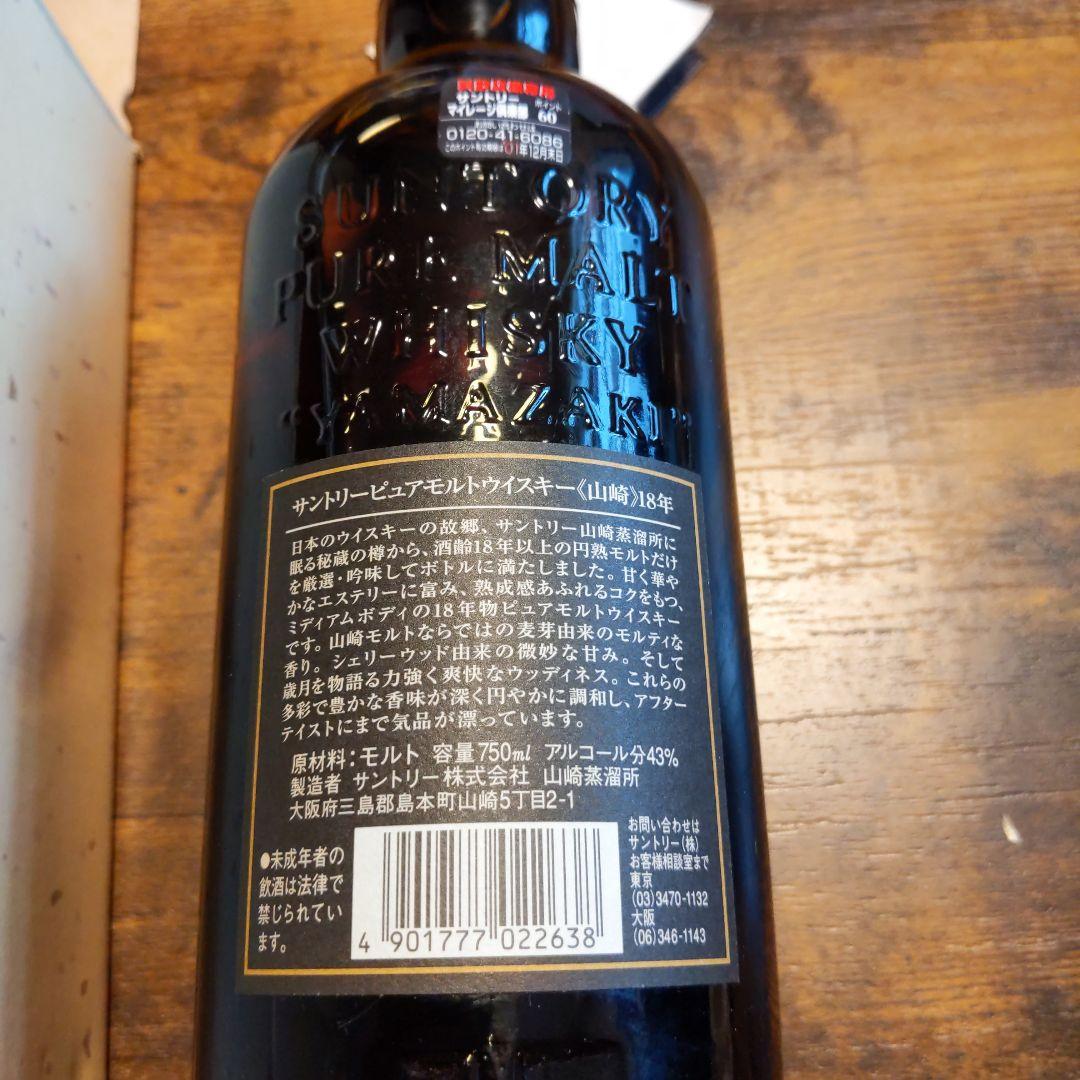 サントリー
マイレージ倶楽部
ポイント
60
0120-41-6086
このポイント有効期限は'01年12月末日
SUNTORY
PURE MALT
WHISKY
"YAMAZAKI"
サントリーピュアモルトウイスキー《山崎》18年
日本のウイスキーの故郷、サントリー山崎蒸溜所に
眠る秘蔵の樽から、酒齢18年以上の円熟モルトだけ
を厳選・吟味してボトルに満たしました。甘く華や
かなエステリーに富み、熟成感あふれるコクをもつ、
ミディアムボディの18年物ピュアモルトウイスキー
です。山崎モルトならではの麦芽由来のモルティな
香り。シェリーウッド由来の微妙な甘み。そして
歳月を物語る力強く爽快なウッディネス。これらの
多彩で豊かな香味が深く円やかに調和し、アフター
テイストにまで気品が漂っています。
原材料：モルト 容量750ml アルコール分43%
製造者 サントリー株式会社 山崎蒸溜所
大阪府三島郡島本町山崎5丁目2-1
●未成年者の
飲酒は法律で
禁じられてい
ます。
4 901777 022638
お問い合わせは
サントリー(株)
お客様相談室まで
東京
(03)3470-1132
大阪
(06)346-1143